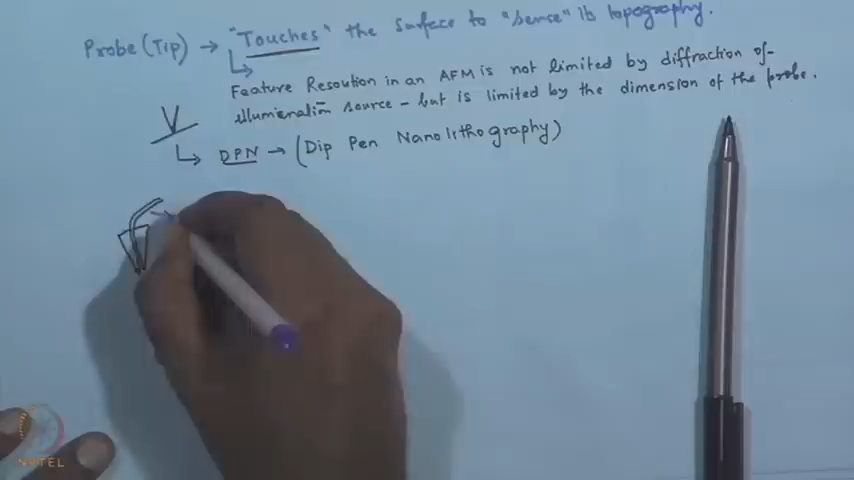 Probe (Tip) → "Touches" the surface to "sense" its topography.
Feature Resoution in an AFM is not limited by diffraction of
illumination source - but is limited by the dimension of the probe.
DPN → (Dip Pen Nanolithography)
NPTEL